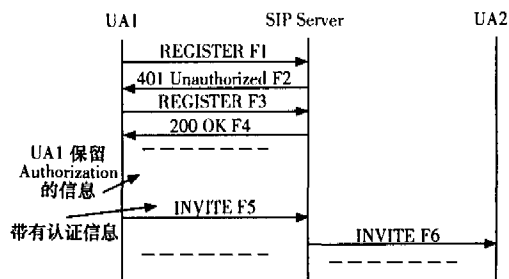 UA1 SIP Server UA2
REGISTER F1
401 Unauthorized F2
REGISTER F3
200 OK F4
UA1 保留
Authorization
的信息
INVITE F5
带有认证信息
INVITE F6